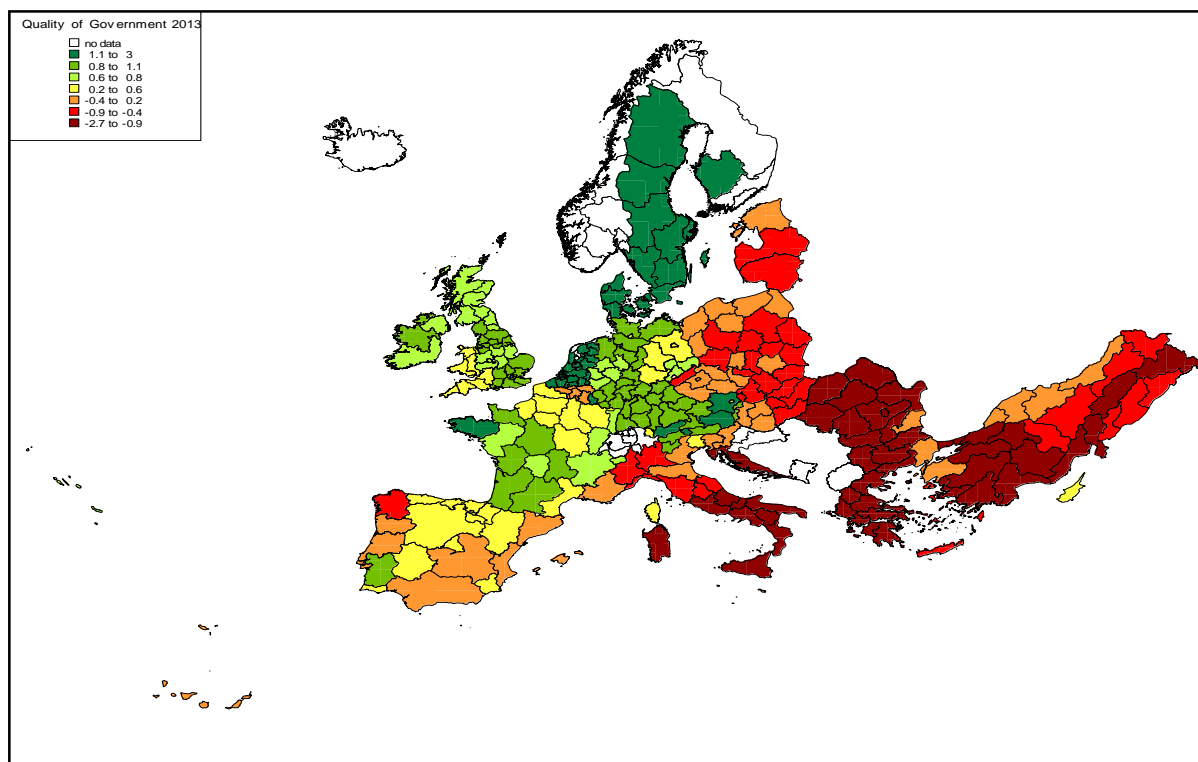 Quality of Government 2013
no data
1.1 to 3
0.8 to 1.1
0.6 to 0.8
0.2 to 0.6
-0.4 to 0.2
-0.9 to -0.4
-2.7 to -0.9